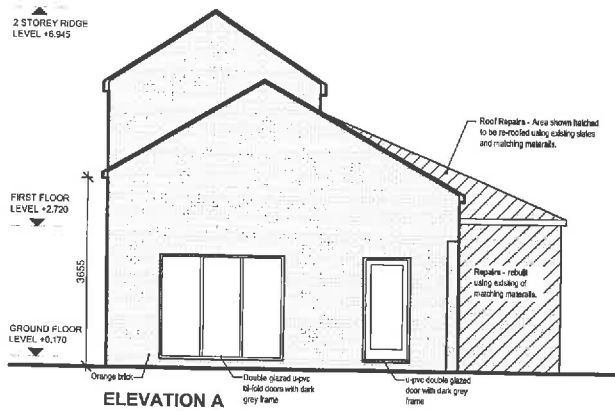 2 STOREY RIDGE
LEVEL +6.945
Roof Repairs - Area shown hatched
to be re-roofed using existing slates
and matching materails.
FIRST FLOOR
LEVEL +2.720
3655
Repairs - rebuilt
using existing of
matching materails.
GROUND FLOOR
LEVEL +0.170
Orange brick
Double glazed u-pvc
bi-fold doors with dark
grey frame
u-pvc double glazed
door with dark grey
frame
ELEVATION A